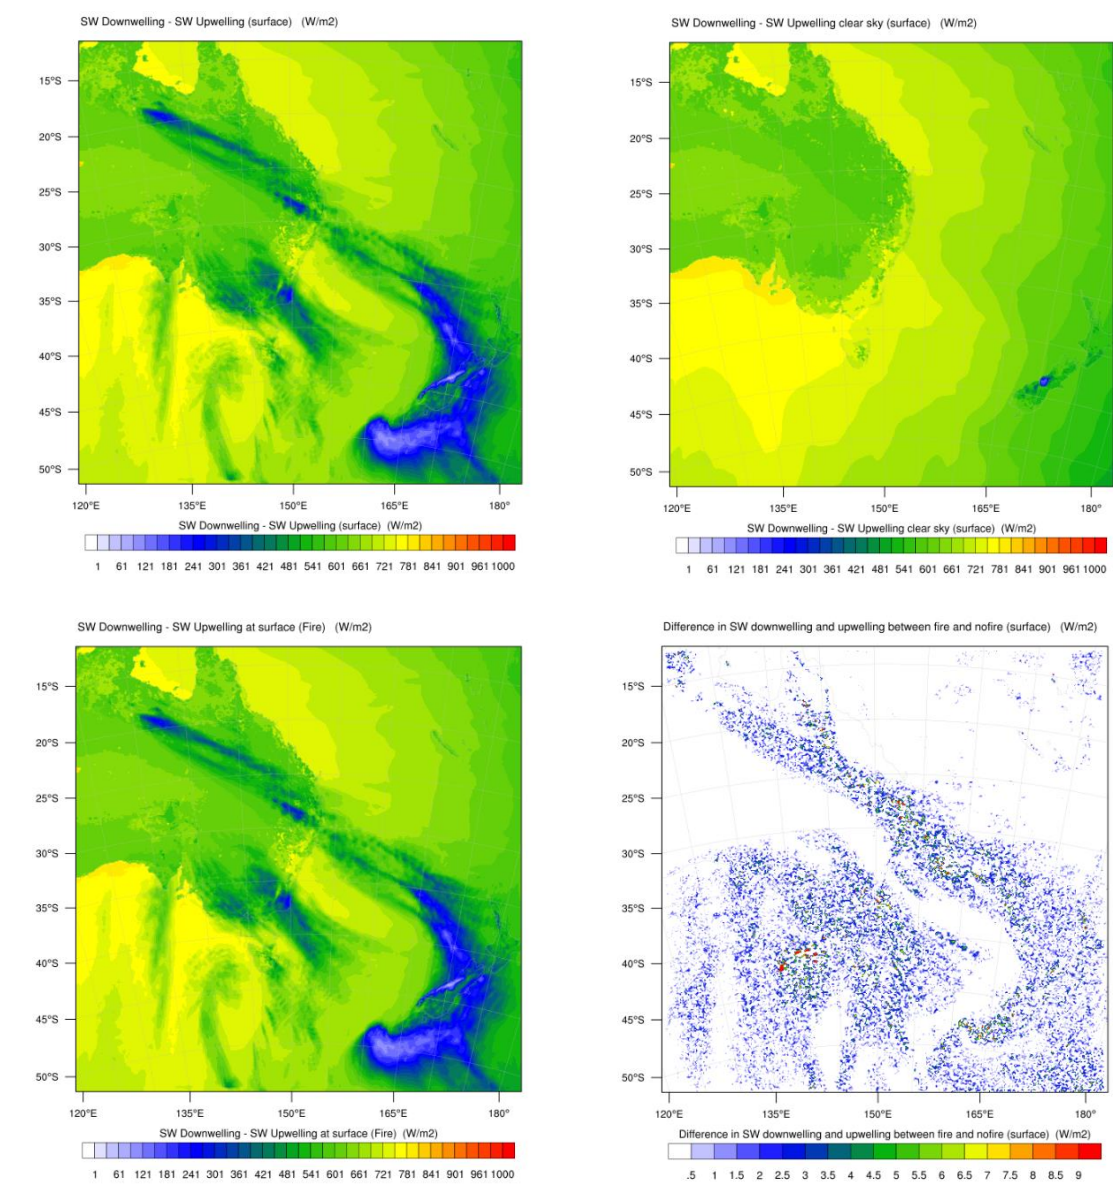 SW Downwelling - SW Upwelling (surface) (W/m2)
15°S
20°S
25°S
30°S
35°S
40°S
45°S
50°S
120°E 135°E 150°E 165°E 180°
SW Downwelling - SW Upwelling (surface) (W/m2)
1 61 121 181 241 301 361 421 481 541 601 661 721 781 841 901 961 1000
SW Downwelling - SW Upwelling clear sky (surface) (W/m2)
15°S
20°S
25°S
30°S
35°S
40°S
45°S
50°S
120°E 135°E 150°E 165°E 180°
SW Downwelling - SW Upwelling clear sky (surface) (W/m2)
1 61 121 181 241 301 361 421 481 541 601 661 721 781 841 901 961 1000
SW Downwelling - SW Upwelling at surface (Fire) (W/m2)
15°S
20°S
25°S
30°S
35°S
40°S
45°S
50°S
120°E 135°E 150°E 165°E 180°
SW Downwelling - SW Upwelling at surface (Fire) (W/m2)
1 61 121 181 241 301 361 421 481 541 601 661 721 781 841 901 961 1000
Difference in SW downwelling and upwelling between fire and nofire (surface) (W/m2)
15°S
20°S
25°S
30°S
35°S
40°S
45°S
50°S
120°E 135°E 150°E 165°E 180°
Difference in SW downwelling and upwelling between fire and nofire (surface) (W/m2)
.5 1 1.5 2 2.5 3 3.5 4 4.5 5 5.5 6 6.5 7 7.5 8 8.5 9